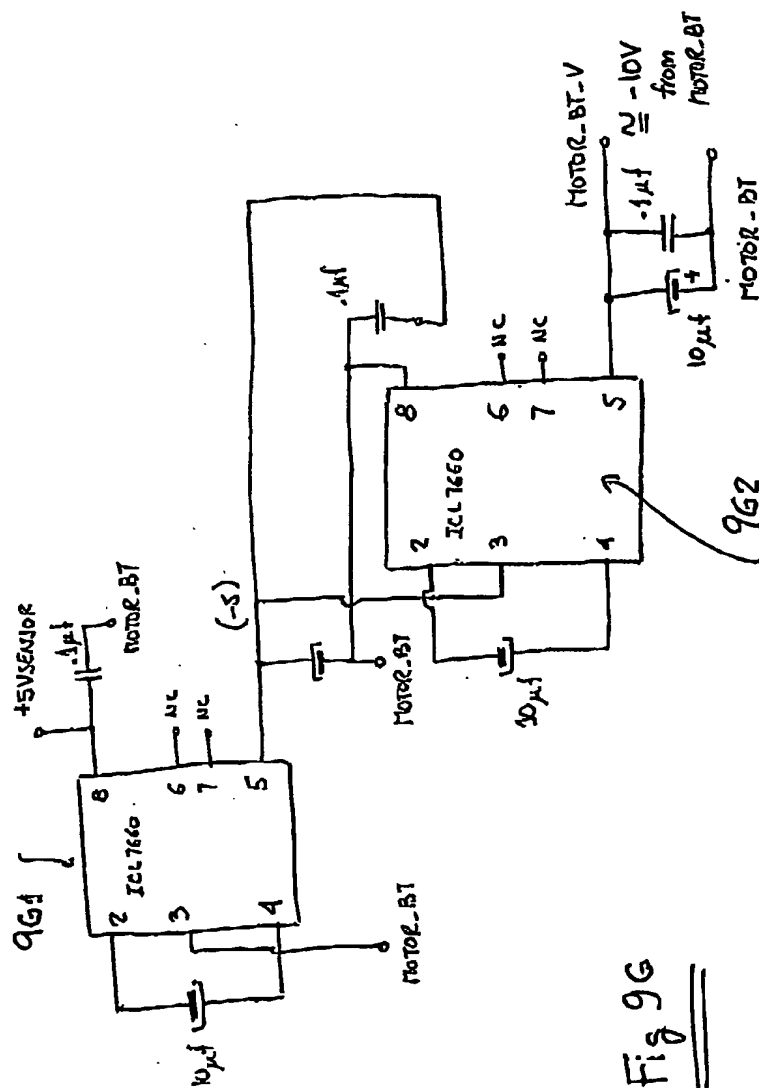 9G1
+5VSENSOR
.1µf
MOTOR_BT
ICL7660
2
3
4
8
6
7
5
NC
NC
10µf
MOTOR_BT
(-5)
MOTOR_BT
.1µf
ICL7660
2
3
4
8
6
7
5
NC
NC
10µf
9G2
MOTOR_BT_V
≅ -10V
from
MOTOR_BT
.1µf
10µf
+
MOTOR_BT
Fig 9G